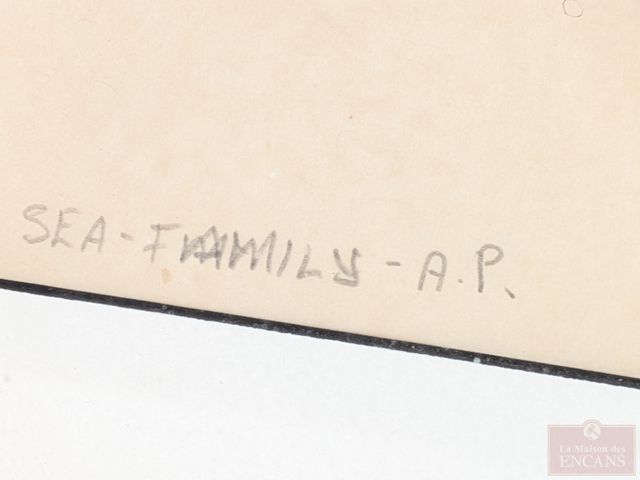 SEA - FAMILY - A.P.
La Maison des
ENCANS